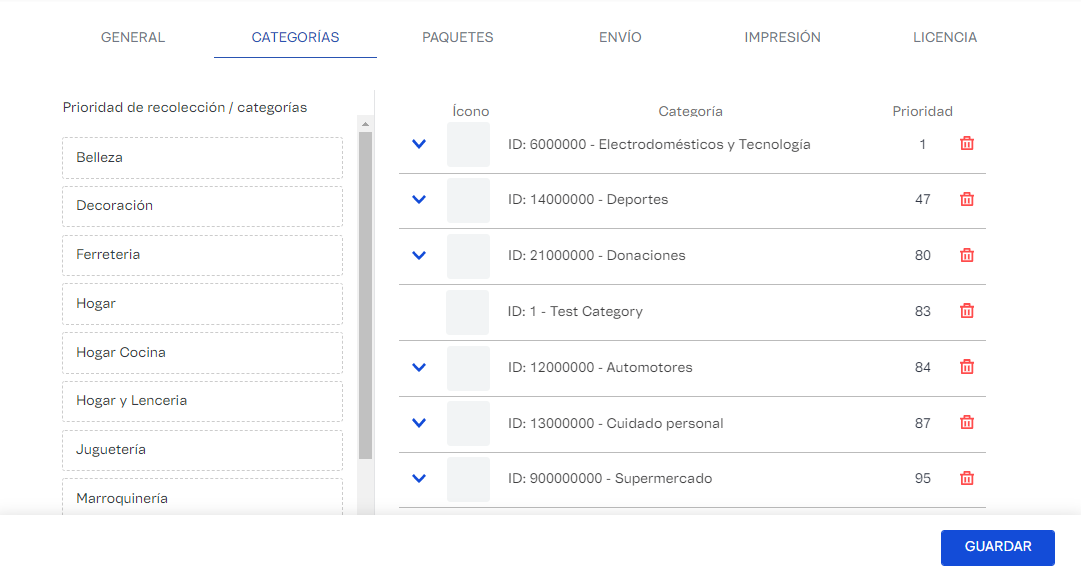 GENERAL CATEGORÍAS PAQUETES ENVÍO IMPRESIÓN LICENCIA
Prioridad de recolección / categorías
Belleza
Decoración
Ferreteria
Hogar
Hogar Cocina
Hogar y Lenceria
Juguetería
Marroquinería
Ícono Categoría Prioridad
ID: 6000000 - Electrodomésticos y Tecnología 1
ID: 14000000 - Deportes 47
ID: 21000000 - Donaciones 80
ID: 1 - Test Category 83
ID: 12000000 - Automotores 84
ID: 13000000 - Cuidado personal 87
ID: 900000000 - Supermercado 95
GUARDAR